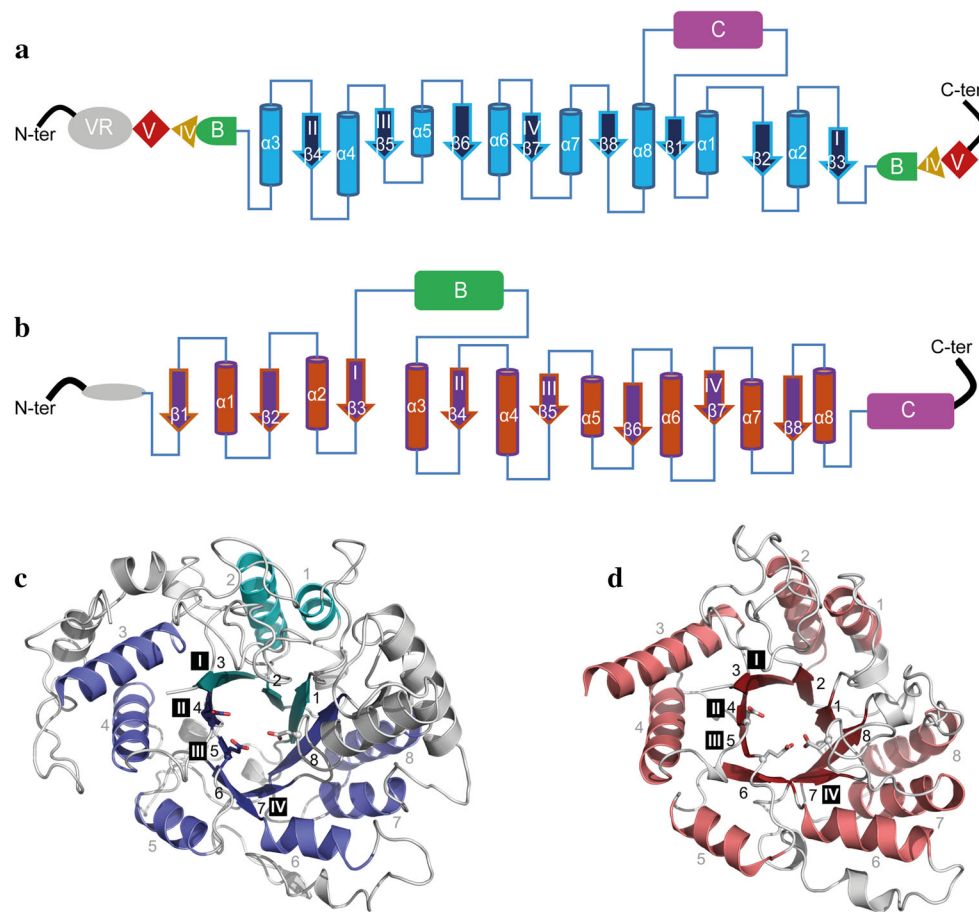 a
C
C-ter
N-ter VR V IV B α3 II β4 α4 III β5 α5 β6 α6 IV β7 α7 β8 α8 β1 α1 β2 α2 I β3 B IV V
b
B
C-ter
N-ter β1 α1 β2 α2 I β3 α3 II β4 α4 III β5 α5 β6 α6 IV β7 α7 β8 α8 C
c
2 1
3 I 3 2 1
II 4
4 III 5 8 8
6 7 IV 7
5 6
d
2
1
3 I 3 2
II 4 1
4 III 5 8 8
6 7 IV 7
5 6